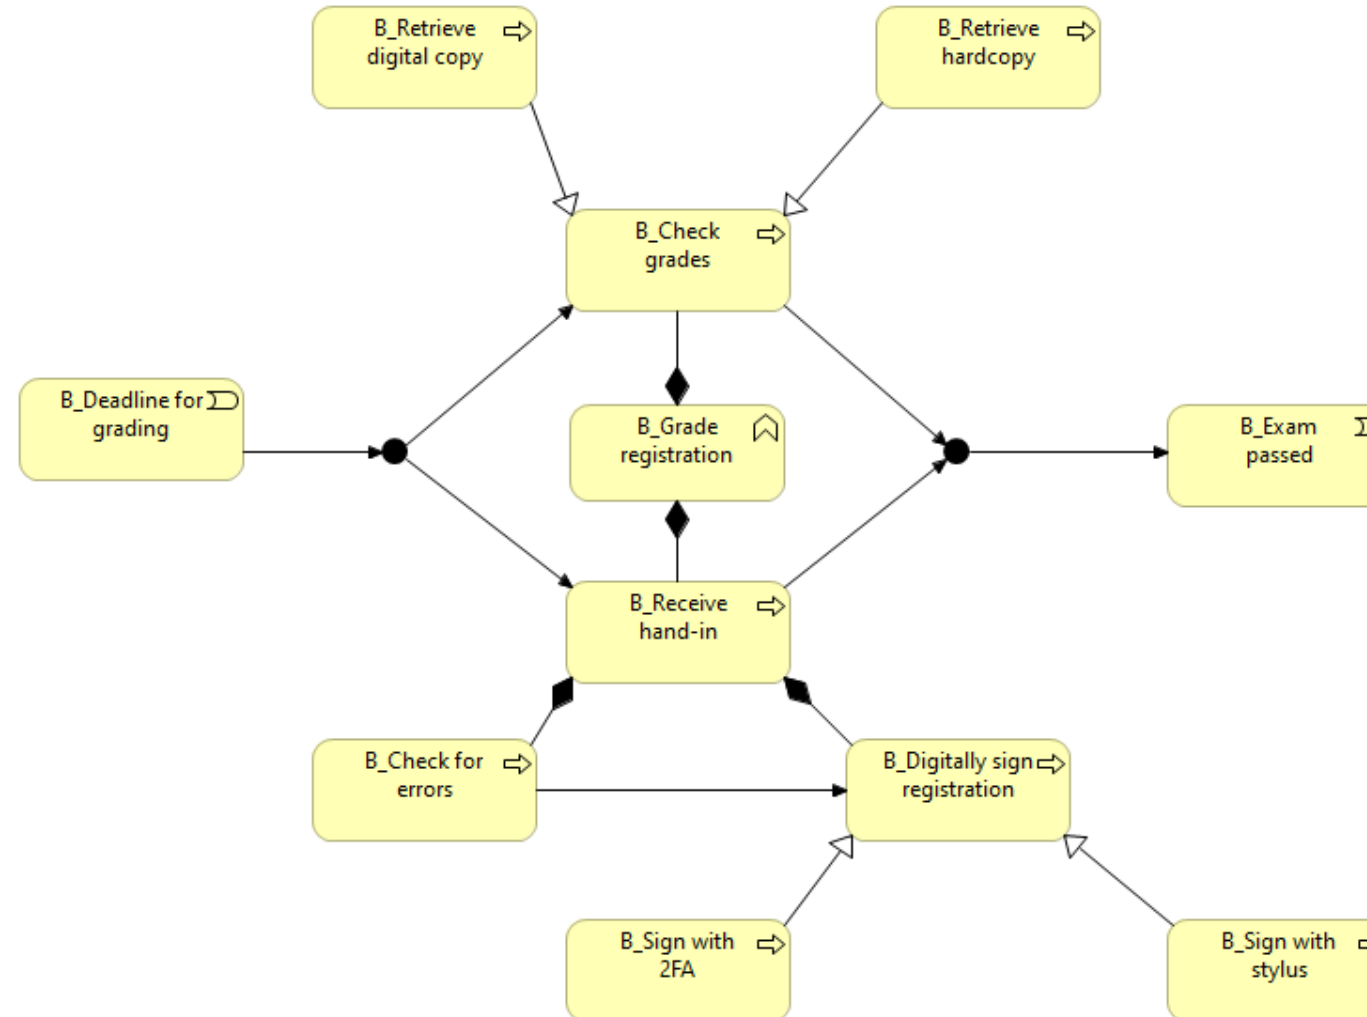 B_Retrieve
digital copy
B_Retrieve
hardcopy
B_Check
grades
B_Deadline for
grading
B_Grade
registration
B_Exam
passed
B_Receive
hand-in
B_Check for
errors
B_Digitally sign
registration
B_Sign with
2FA
B_Sign with
stylus